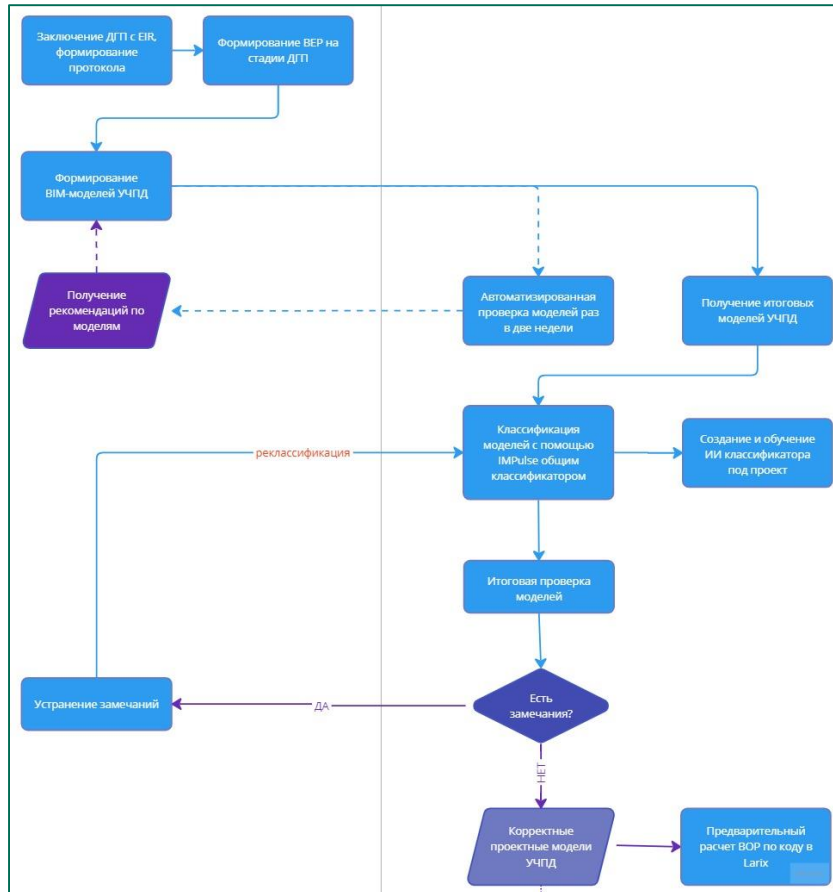 Заключение ДГП с EIR,
формирование
протокола
Формирование BEP на
стадии ДГП
Формирование
BIM-моделей УЧПД
Получение
рекомендаций по
моделям
Автоматизированная
проверка моделей раз
в две недели
Получение итоговых
моделей УЧПД
реклассификация
Классификация
моделей с помощью
IMPulse общим
классификатором
Создание и обучение
ИИ классификатора
под проект
Итоговая проверка
моделей
Устранение замечаний
ДА
Есть
замечания?
НЕТ
Корректные
проектные модели
УЧПД
Предварительный
расчет ВОР по коду в
Larix